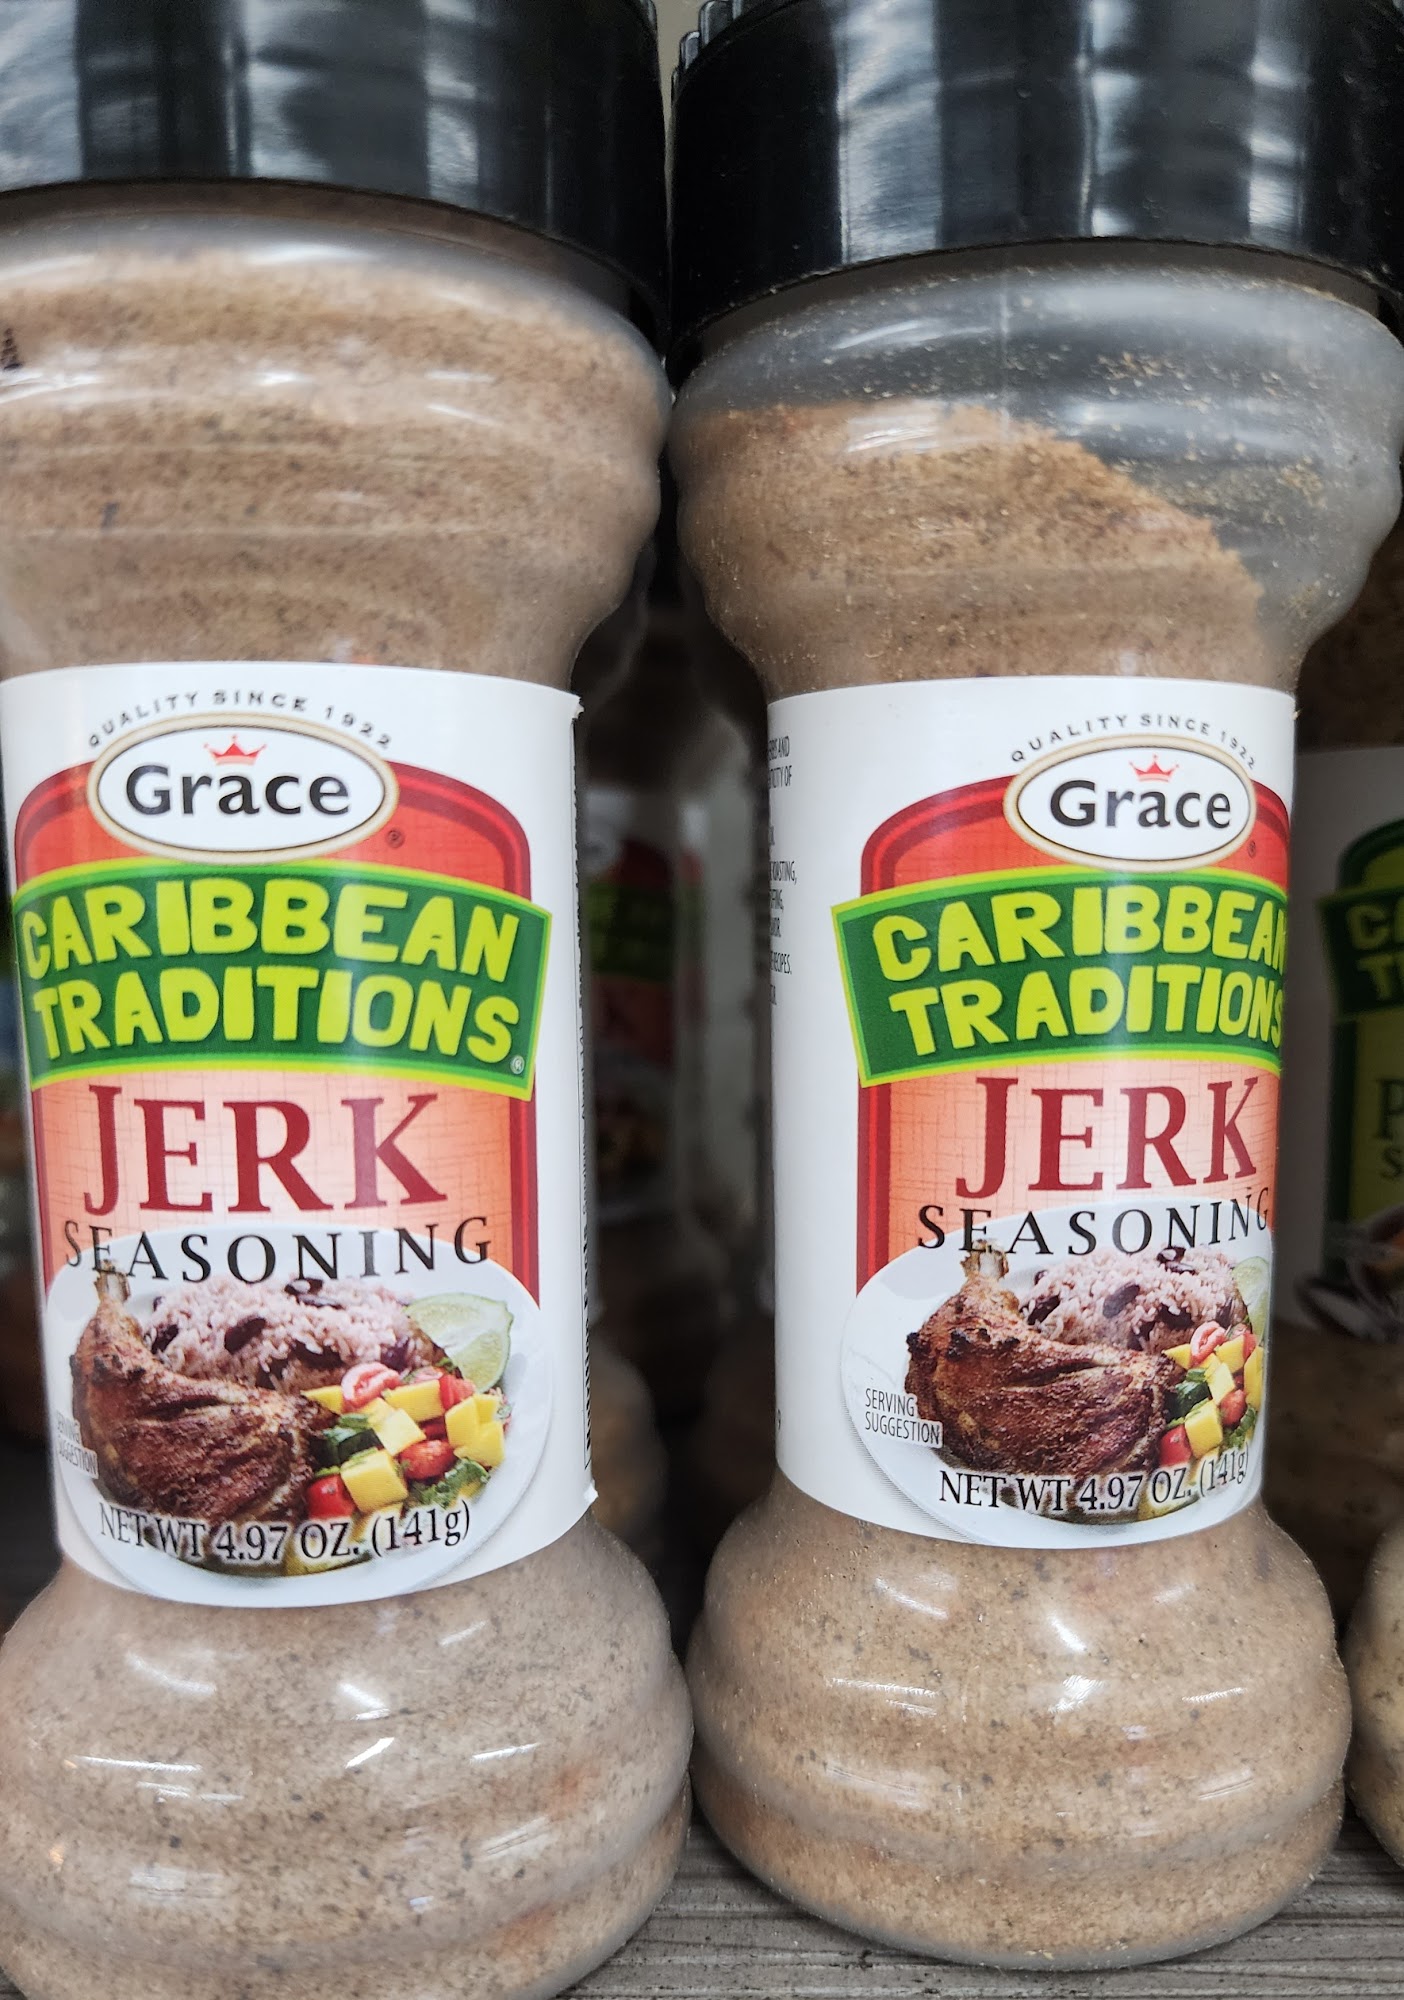 QUALITY SINCE 1922
Grace
®
CARIBBEAN
TRADITIONS®
JERK
SEASONING
SERVING
SUGGESTION
NET WT 4.97 OZ. (141g)
QUALITY SINCE 1922
Grace
®
CARIBBEAN
TRADITIONS
JERK
SEASONING
SERVING
SUGGESTION
NET WT 4.97 OZ. (141g)